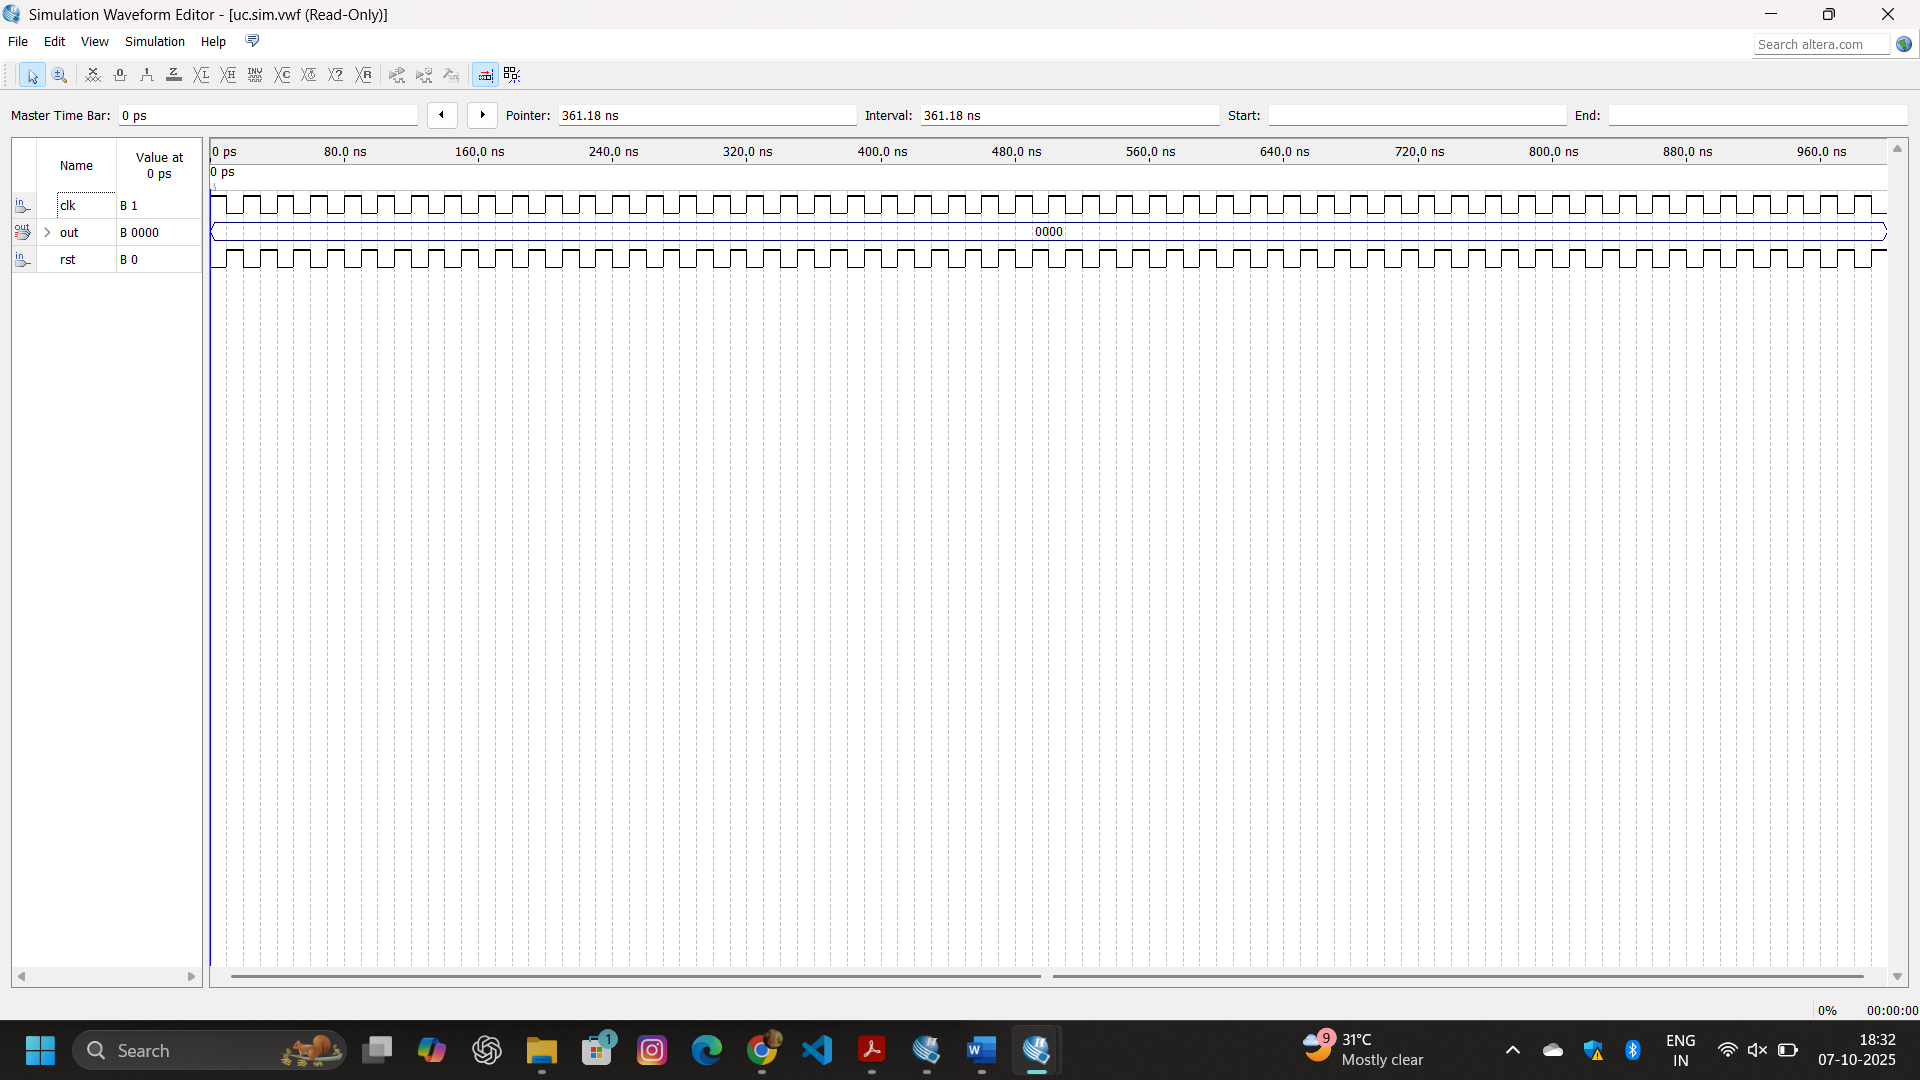 Simulation Waveform Editor - [uc.sim.vwf (Read-Only)]
File Edit View Simulation Help
Search altera.com
Master Time Bar: 0 ps Pointer: 361.18 ns Interval: 361.18 ns Start: End:
Name Value at 0 ps
0 ps 80.0 ns 160.0 ns 240.0 ns 320.0 ns 400.0 ns 480.0 ns 560.0 ns 640.0 ns 720.0 ns 800.0 ns 880.0 ns 960.0 ns
0 ps
in clk B 1
out out B 0000 0000
in rst B 0
0% 00:00:00
Search 1 9 31°C Mostly clear ENG IN 18:32 07-10-2025